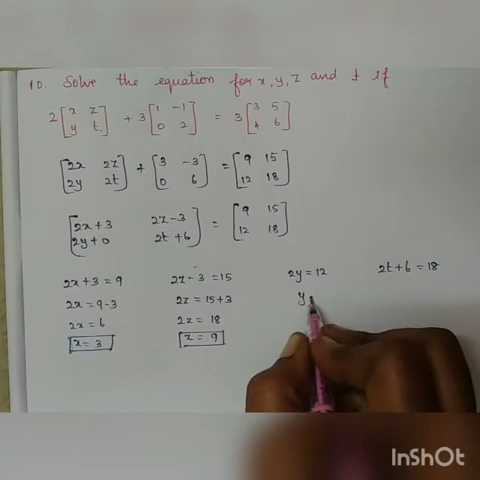 10. Solve the equation for x, y, z and t if
2 [x z y t] + 3 [1 -1 0 2] = 3 [3 5 4 6]
[2x 2z 2y 2t] + [3 -3 0 6] = [9 15 12 18]
[2x+3 2z-3 2y+0 2t+6] = [9 15 12 18]
2x+3 = 9
2x = 9-3
2x = 6
x = 3
2z-3 = 15
2z = 15+3
2z = 18
z = 9
2y = 12
y
2t+6 = 18
InShOt